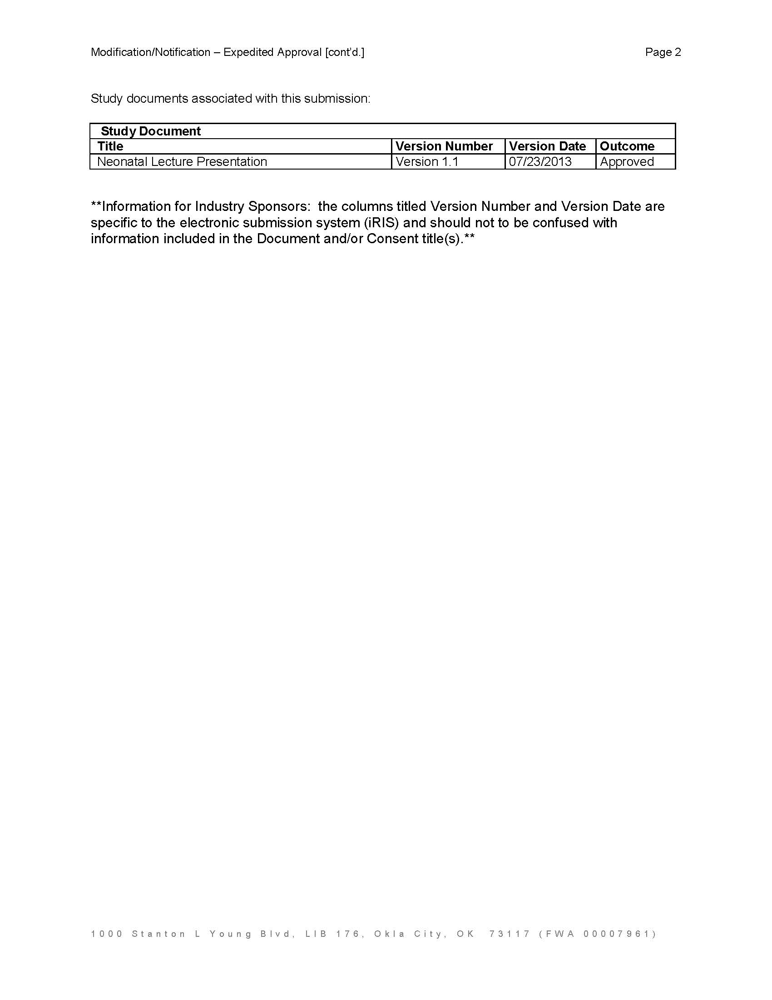 Modification/Notification – Expedited Approval [cont’d.] Page 2
Study documents associated with this submission:
Study Document
Title Version Number Version Date Outcome
Neonatal Lecture Presentation Version 1.1 07/23/2013 Approved
**Information for Industry Sponsors:  the columns titled Version Number and Version Date are
specific to the electronic submission system (iRIS) and should not to be confused with
information included in the Document and/or Consent title(s).**
1000 Stanton L Young Blvd, LIB 176, Okla City, OK  73117 (FWA 00007961)